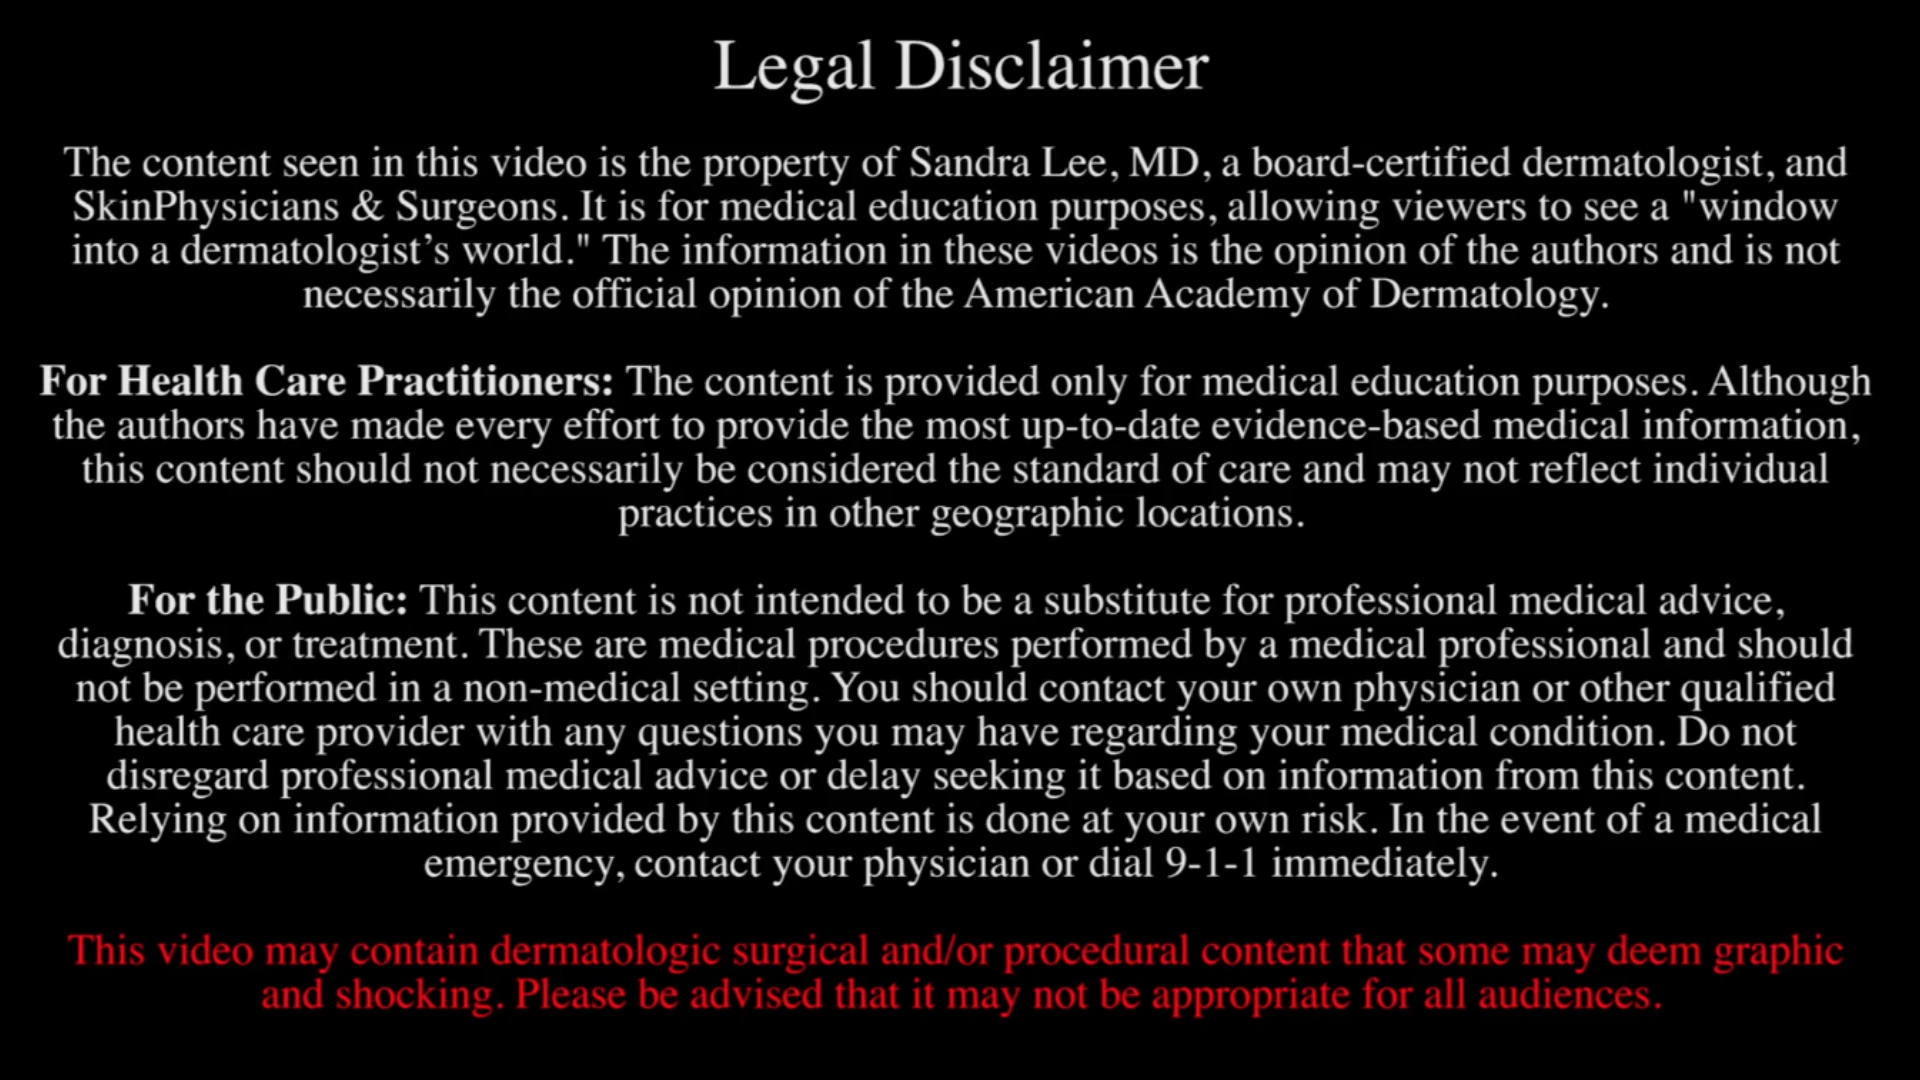 Legal Disclaimer
The content seen in this video is the property of Sandra Lee, MD, a board-certified dermatologist, and
SkinPhysicians & Surgeons. It is for medical education purposes, allowing viewers to see a "window
into a dermatologist’s world." The information in these videos is the opinion of the authors and is not
necessarily the official opinion of the American Academy of Dermatology.
For Health Care Practitioners: The content is provided only for medical education purposes. Although
the authors have made every effort to provide the most up-to-date evidence-based medical information,
this content should not necessarily be considered the standard of care and may not reflect individual
practices in other geographic locations.
For the Public: This content is not intended to be a substitute for professional medical advice,
diagnosis, or treatment. These are medical procedures performed by a medical professional and should
not be performed in a non-medical setting. You should contact your own physician or other qualified
health care provider with any questions you may have regarding your medical condition. Do not
disregard professional medical advice or delay seeking it based on information from this content.
Relying on information provided by this content is done at your own risk. In the event of a medical
emergency, contact your physician or dial 9-1-1 immediately.
This video may contain dermatologic surgical and/or procedural content that some may deem graphic
and shocking. Please be advised that it may not be appropriate for all audiences.